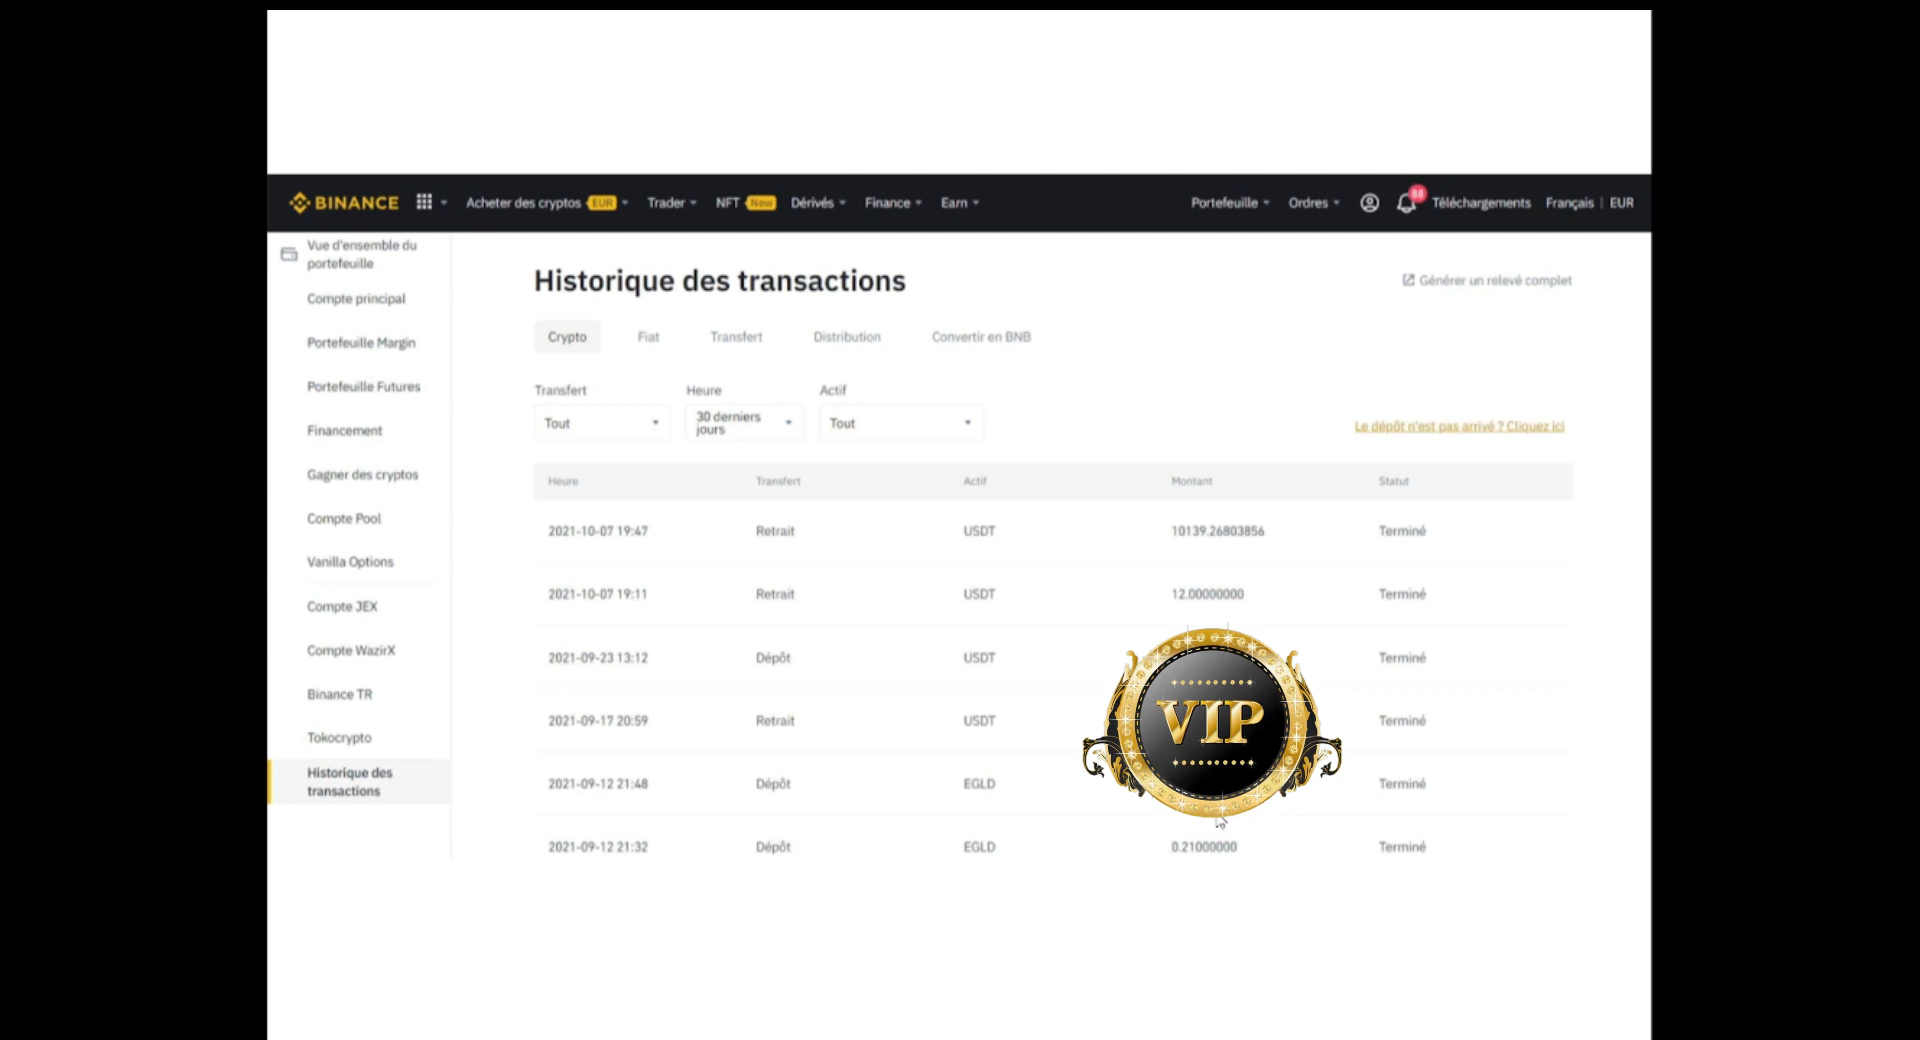 BINANCE
Acheter des cryptos EUR
Trader
NFT New
Dérivés
Finance
Earn
Portefeuille
Ordres
88
Téléchargements
Français | EUR
Vue d'ensemble du
portefeuille
Compte principal
Portefeuille Margin
Portefeuille Futures
Financement
Gagner des cryptos
Compte Pool
Vanilla Options
Compte JEX
Compte WazirX
Binance TR
Tokocrypto
Historique des
transactions
Historique des transactions
Générer un relevé complet
Crypto Fiat Transfert Distribution Convertir en BNB
Transfert Heure Actif
Tout
30 derniers
jours
Tout
Le dépôt n'est pas arrivé ? Cliquez ici
Heure Transfert Actif Montant Statut
2021-10-07 19:47 Retrait USDT 10139.26803856 Terminé
2021-10-07 19:11 Retrait USDT 12.00000000 Terminé
2021-09-23 13:12 Dépôt USDT Terminé
2021-09-17 20:59 Retrait USDT Terminé
2021-09-12 21:48 Dépôt EGLD Terminé
2021-09-12 21:32 Dépôt EGLD 0.21000000 Terminé
VIP